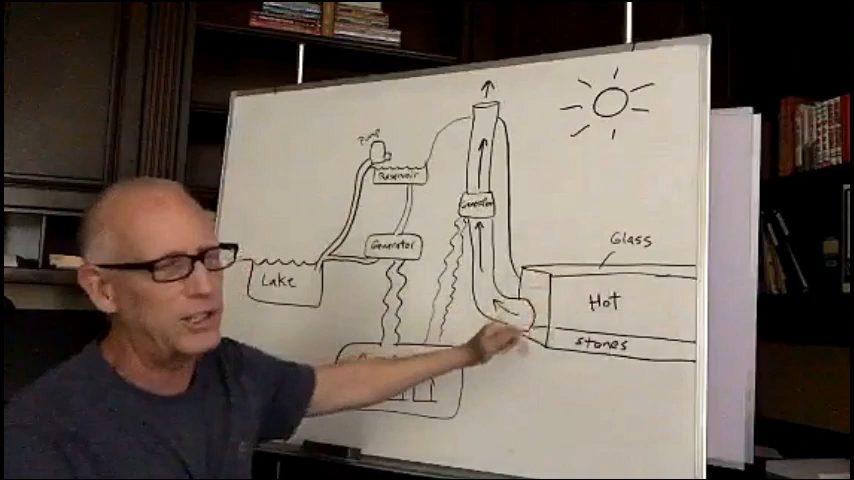 Pump
Reservoir
Generator
Generator
Glass
Lake
Hot
stones